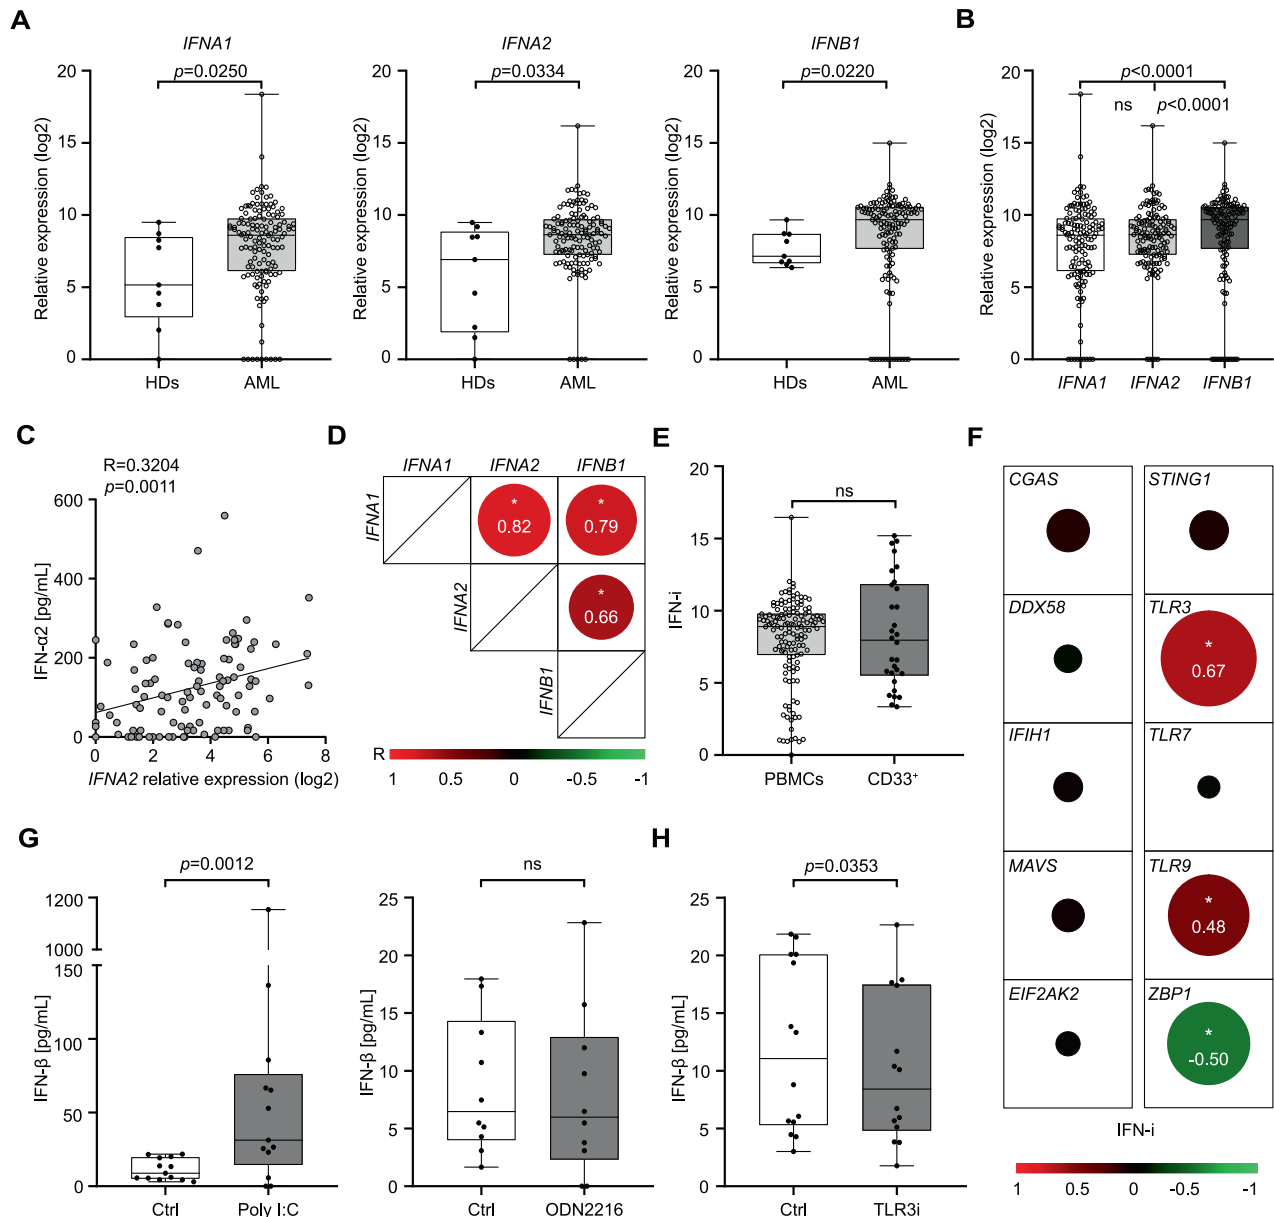 A
IFNA1
p=0.0250
Relative expression (log2)
20
15
10
5
0
HDs
AML
IFNA2
p=0.0334
Relative expression (log2)
20
15
10
5
0
HDs
AML
IFNB1
p=0.0220
Relative expression (log2)
20
15
10
5
0
HDs
AML
B
p<0.0001
ns
p<0.0001
Relative expression (log2)
20
15
10
5
0
IFNA1
IFNA2
IFNB1
C
R=0.3204
p=0.0011
IFN-α2 [pg/mL]
600
400
200
0
0
2
4
6
8
IFNA2 relative expression (log2)
D
IFNA1
IFNA2
IFNB1
IFNA1
*
0.82
*
0.79
IFNA2
*
0.66
IFNB1
R
1
0.5
0
-0.5
-1
E
ns
IFN-i
20
15
10
5
0
PBMCs
CD33+
F
CGAS
STING1
DDX58
TLR3
*
0.67
IFIH1
TLR7
MAVS
TLR9
*
0.48
EIF2AK2
ZBP1
*
-0.50
IFN-i
1
0.5
0
-0.5
-1
G
p=0.0012
IFN-β [pg/mL]
1200
1000
150
100
50
0
Ctrl
Poly I:C
ns
IFN-β [pg/mL]
25
20
15
10
5
0
Ctrl
ODN2216
H
p=0.0353
IFN-β [pg/mL]
25
20
15
10
5
0
Ctrl
TLR3i